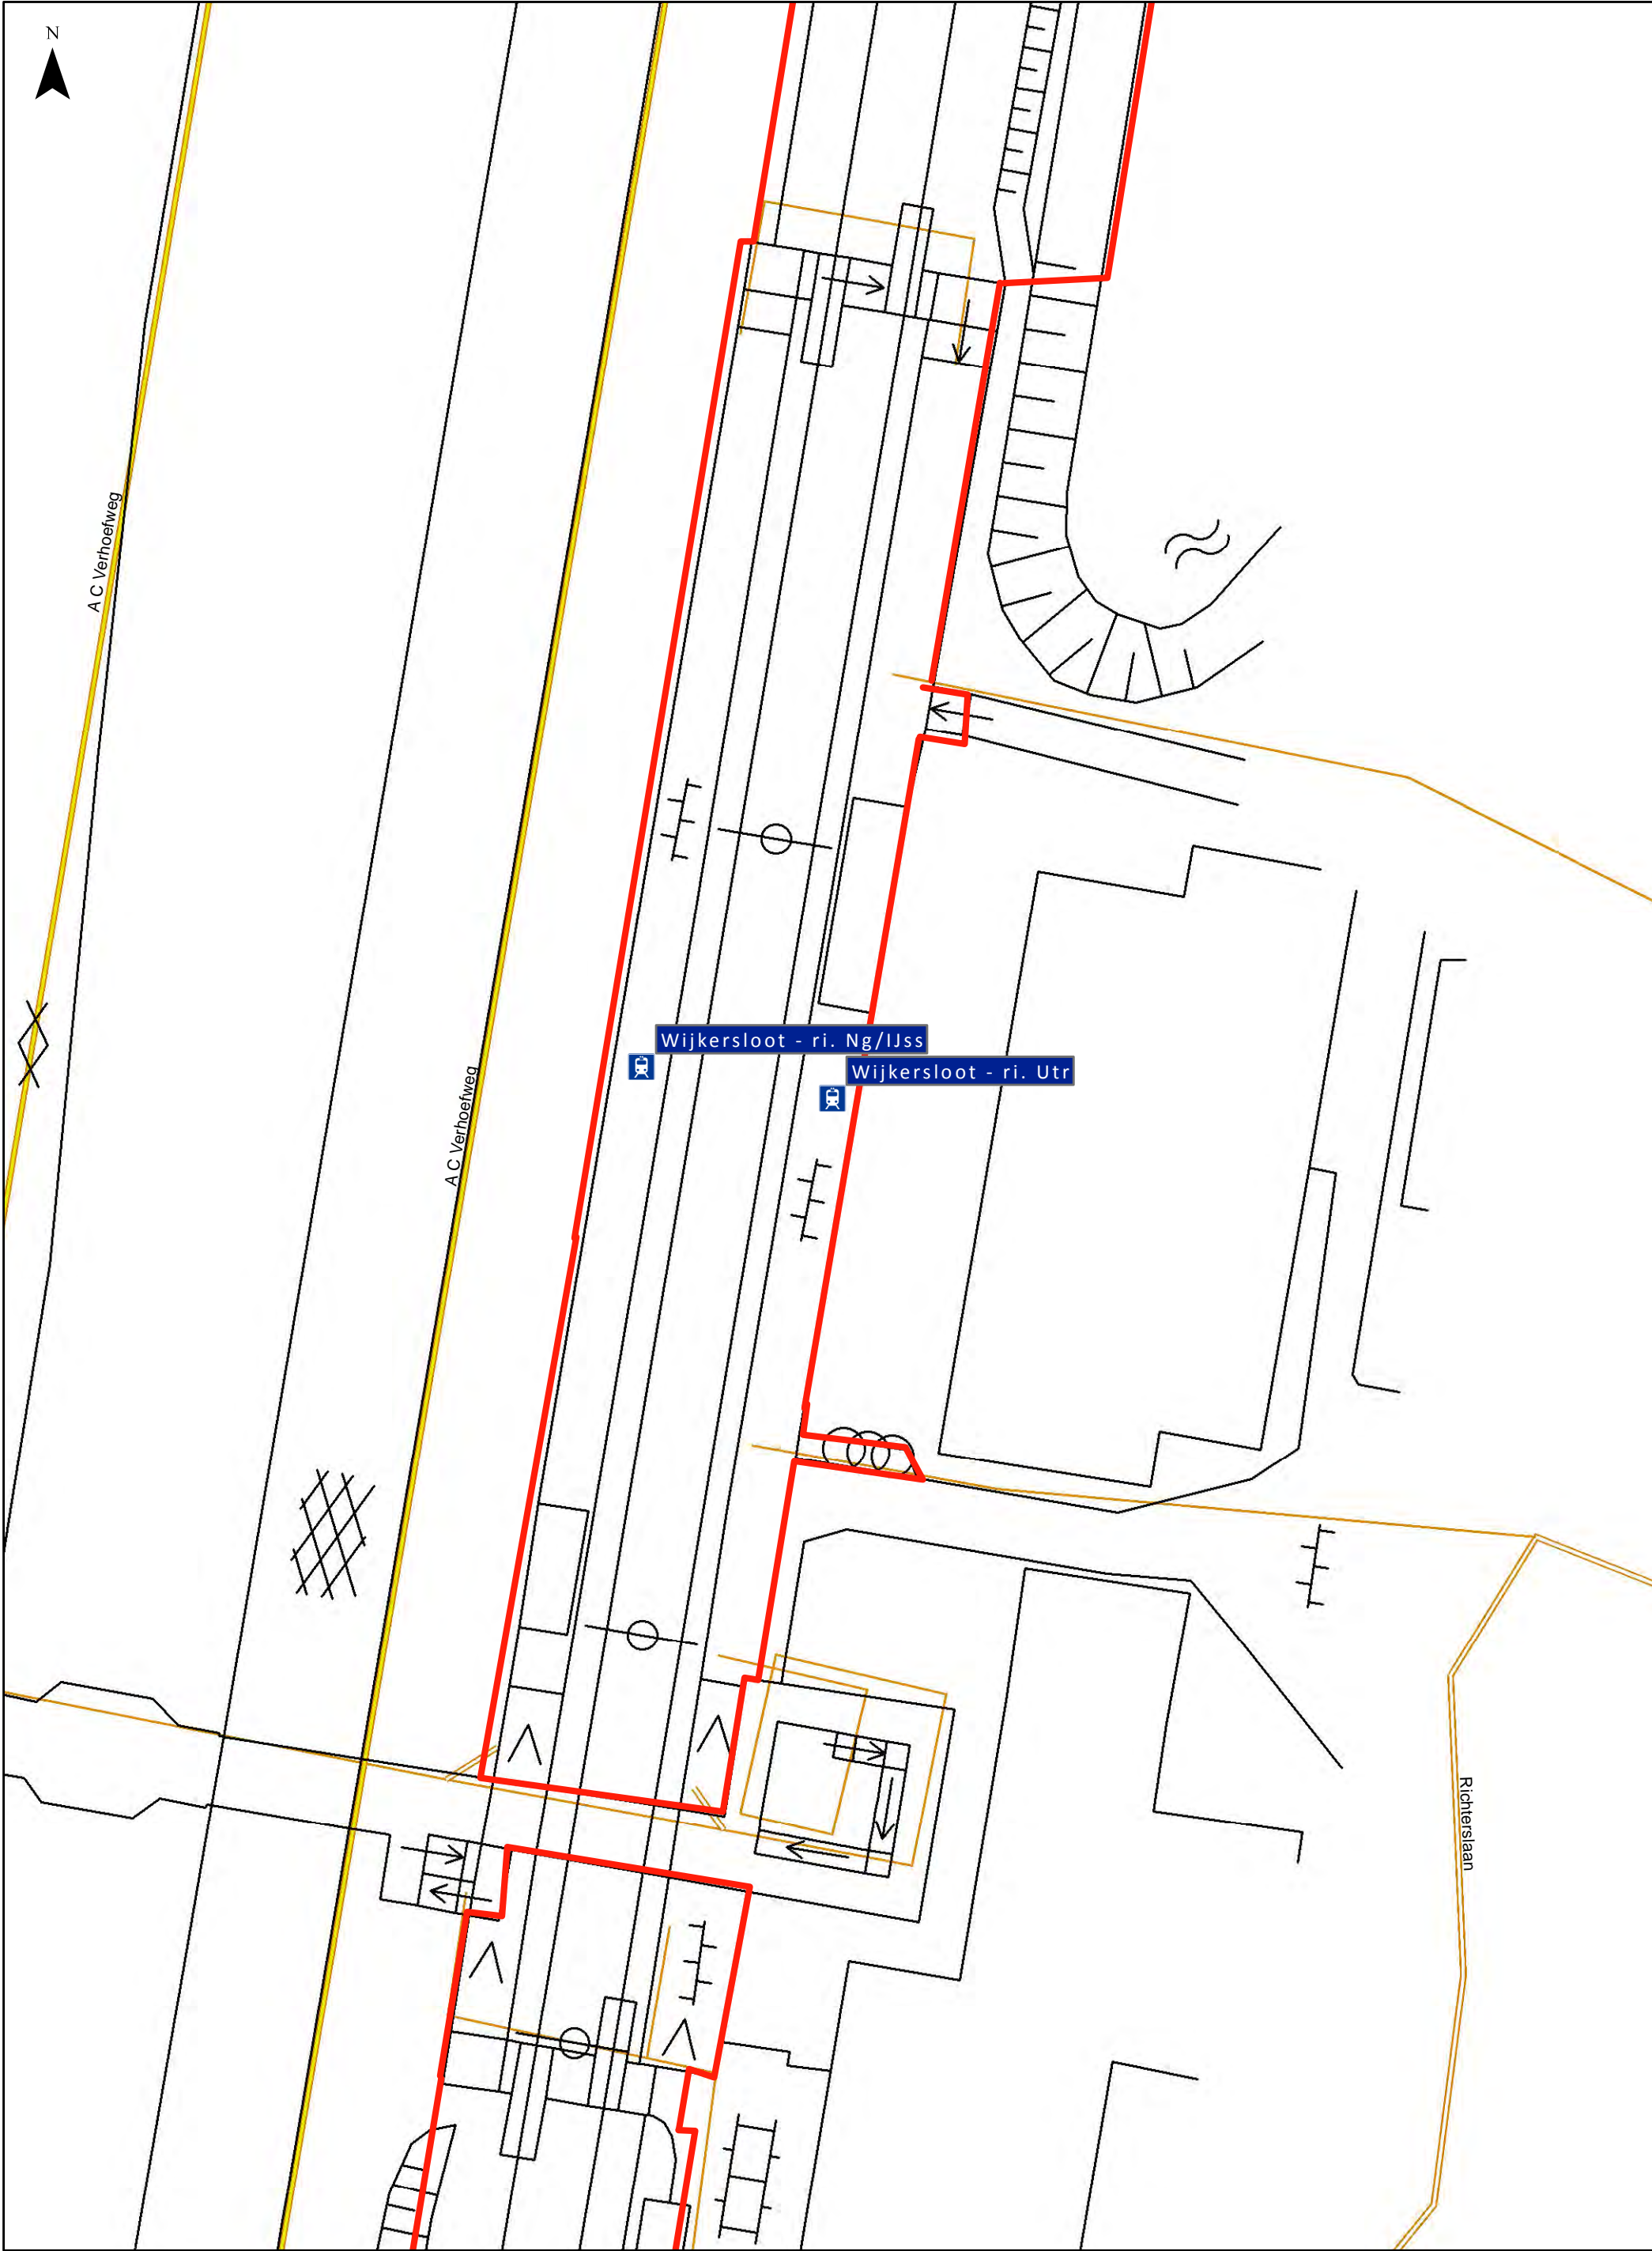 N
A C Verhoefweg
Wijkersloot - ri. Ng/IJss
Wijkersloot - ri. Utr
A C Verhoefweg
Richterslaan